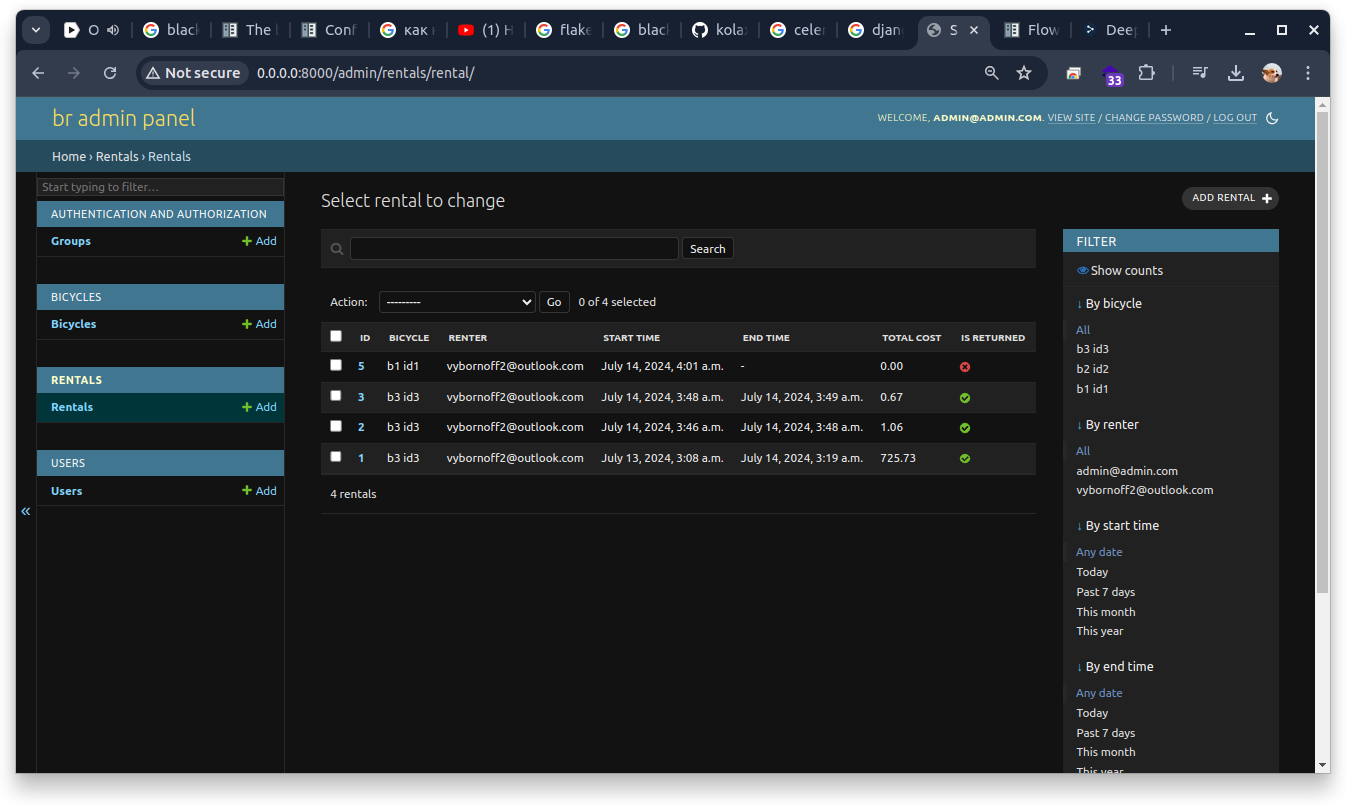 O
blac
The
Conf
как
(1) H
flake
blac
kola
celer
djan
S
Flow
Deep
Not secure 0.0.0.0:8000/admin/rentals/rental/
33
br admin panel
WELCOME, ADMIN@ADMIN.COM. VIEW SITE / CHANGE PASSWORD / LOG OUT
Home › Rentals › Rentals
Start typing to filter...
AUTHENTICATION AND AUTHORIZATION
Groups + Add
BICYCLES
Bicycles + Add
RENTALS
Rentals + Add
USERS
Users + Add
«
Select rental to change
ADD RENTAL +
Search
Action: --------- Go 0 of 4 selected
ID BICYCLE RENTER START TIME END TIME TOTAL COST IS RETURNED
5 b1 id1 vybornoff2@outlook.com July 14, 2024, 4:01 a.m. - 0.00
3 b3 id3 vybornoff2@outlook.com July 14, 2024, 3:48 a.m. July 14, 2024, 3:49 a.m. 0.67
2 b3 id3 vybornoff2@outlook.com July 14, 2024, 3:46 a.m. July 14, 2024, 3:48 a.m. 1.06
1 b3 id3 vybornoff2@outlook.com July 13, 2024, 3:08 a.m. July 14, 2024, 3:19 a.m. 725.73
4 rentals
FILTER
Show counts
↓ By bicycle
All
b3 id3
b2 id2
b1 id1
↓ By renter
All
admin@admin.com
vybornoff2@outlook.com
↓ By start time
Any date
Today
Past 7 days
This month
This year
↓ By end time
Any date
Today
Past 7 days
This month
This year